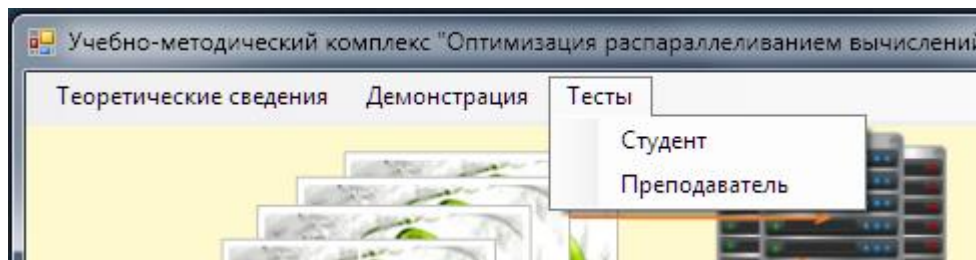 Учебно-методический комплекс "Оптимизация распараллеливанием вычислений
Теоретические сведения Демонстрация Тесты
Студент
Преподаватель